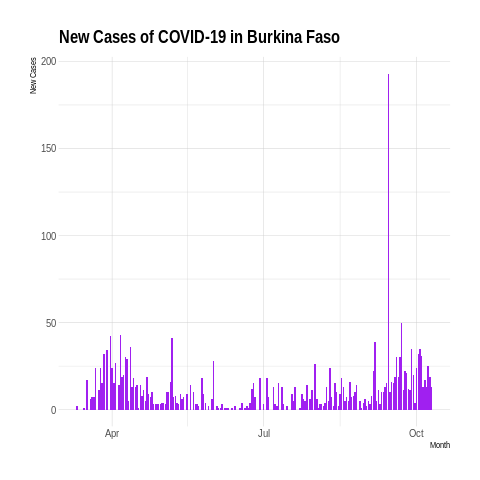 New Cases of COVID-19 in Burkina Faso
New Cases
200
150
100
50
0
Apr
Jul
Oct
Month